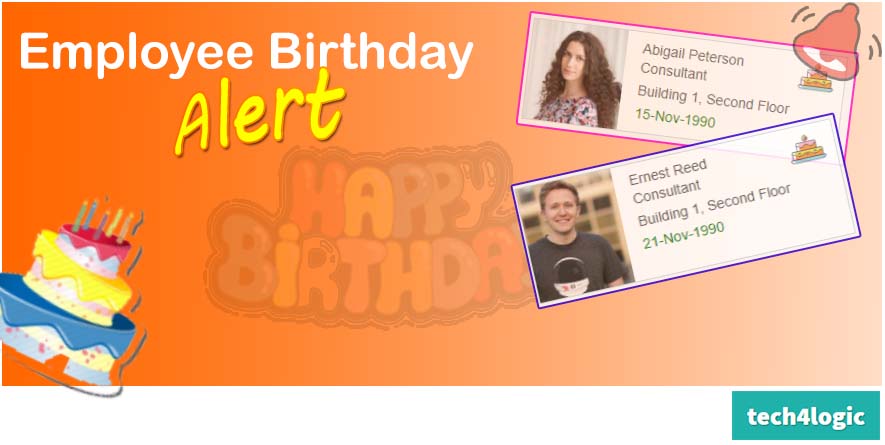 Employee Birthday
Alert
HAPPY
BIRTHDAY
Abigail Peterson
Consultant
Building 1, Second Floor
15-Nov-1990
Ernest Reed
Consultant
Building 1, Second Floor
21-Nov-1990
tech4logic